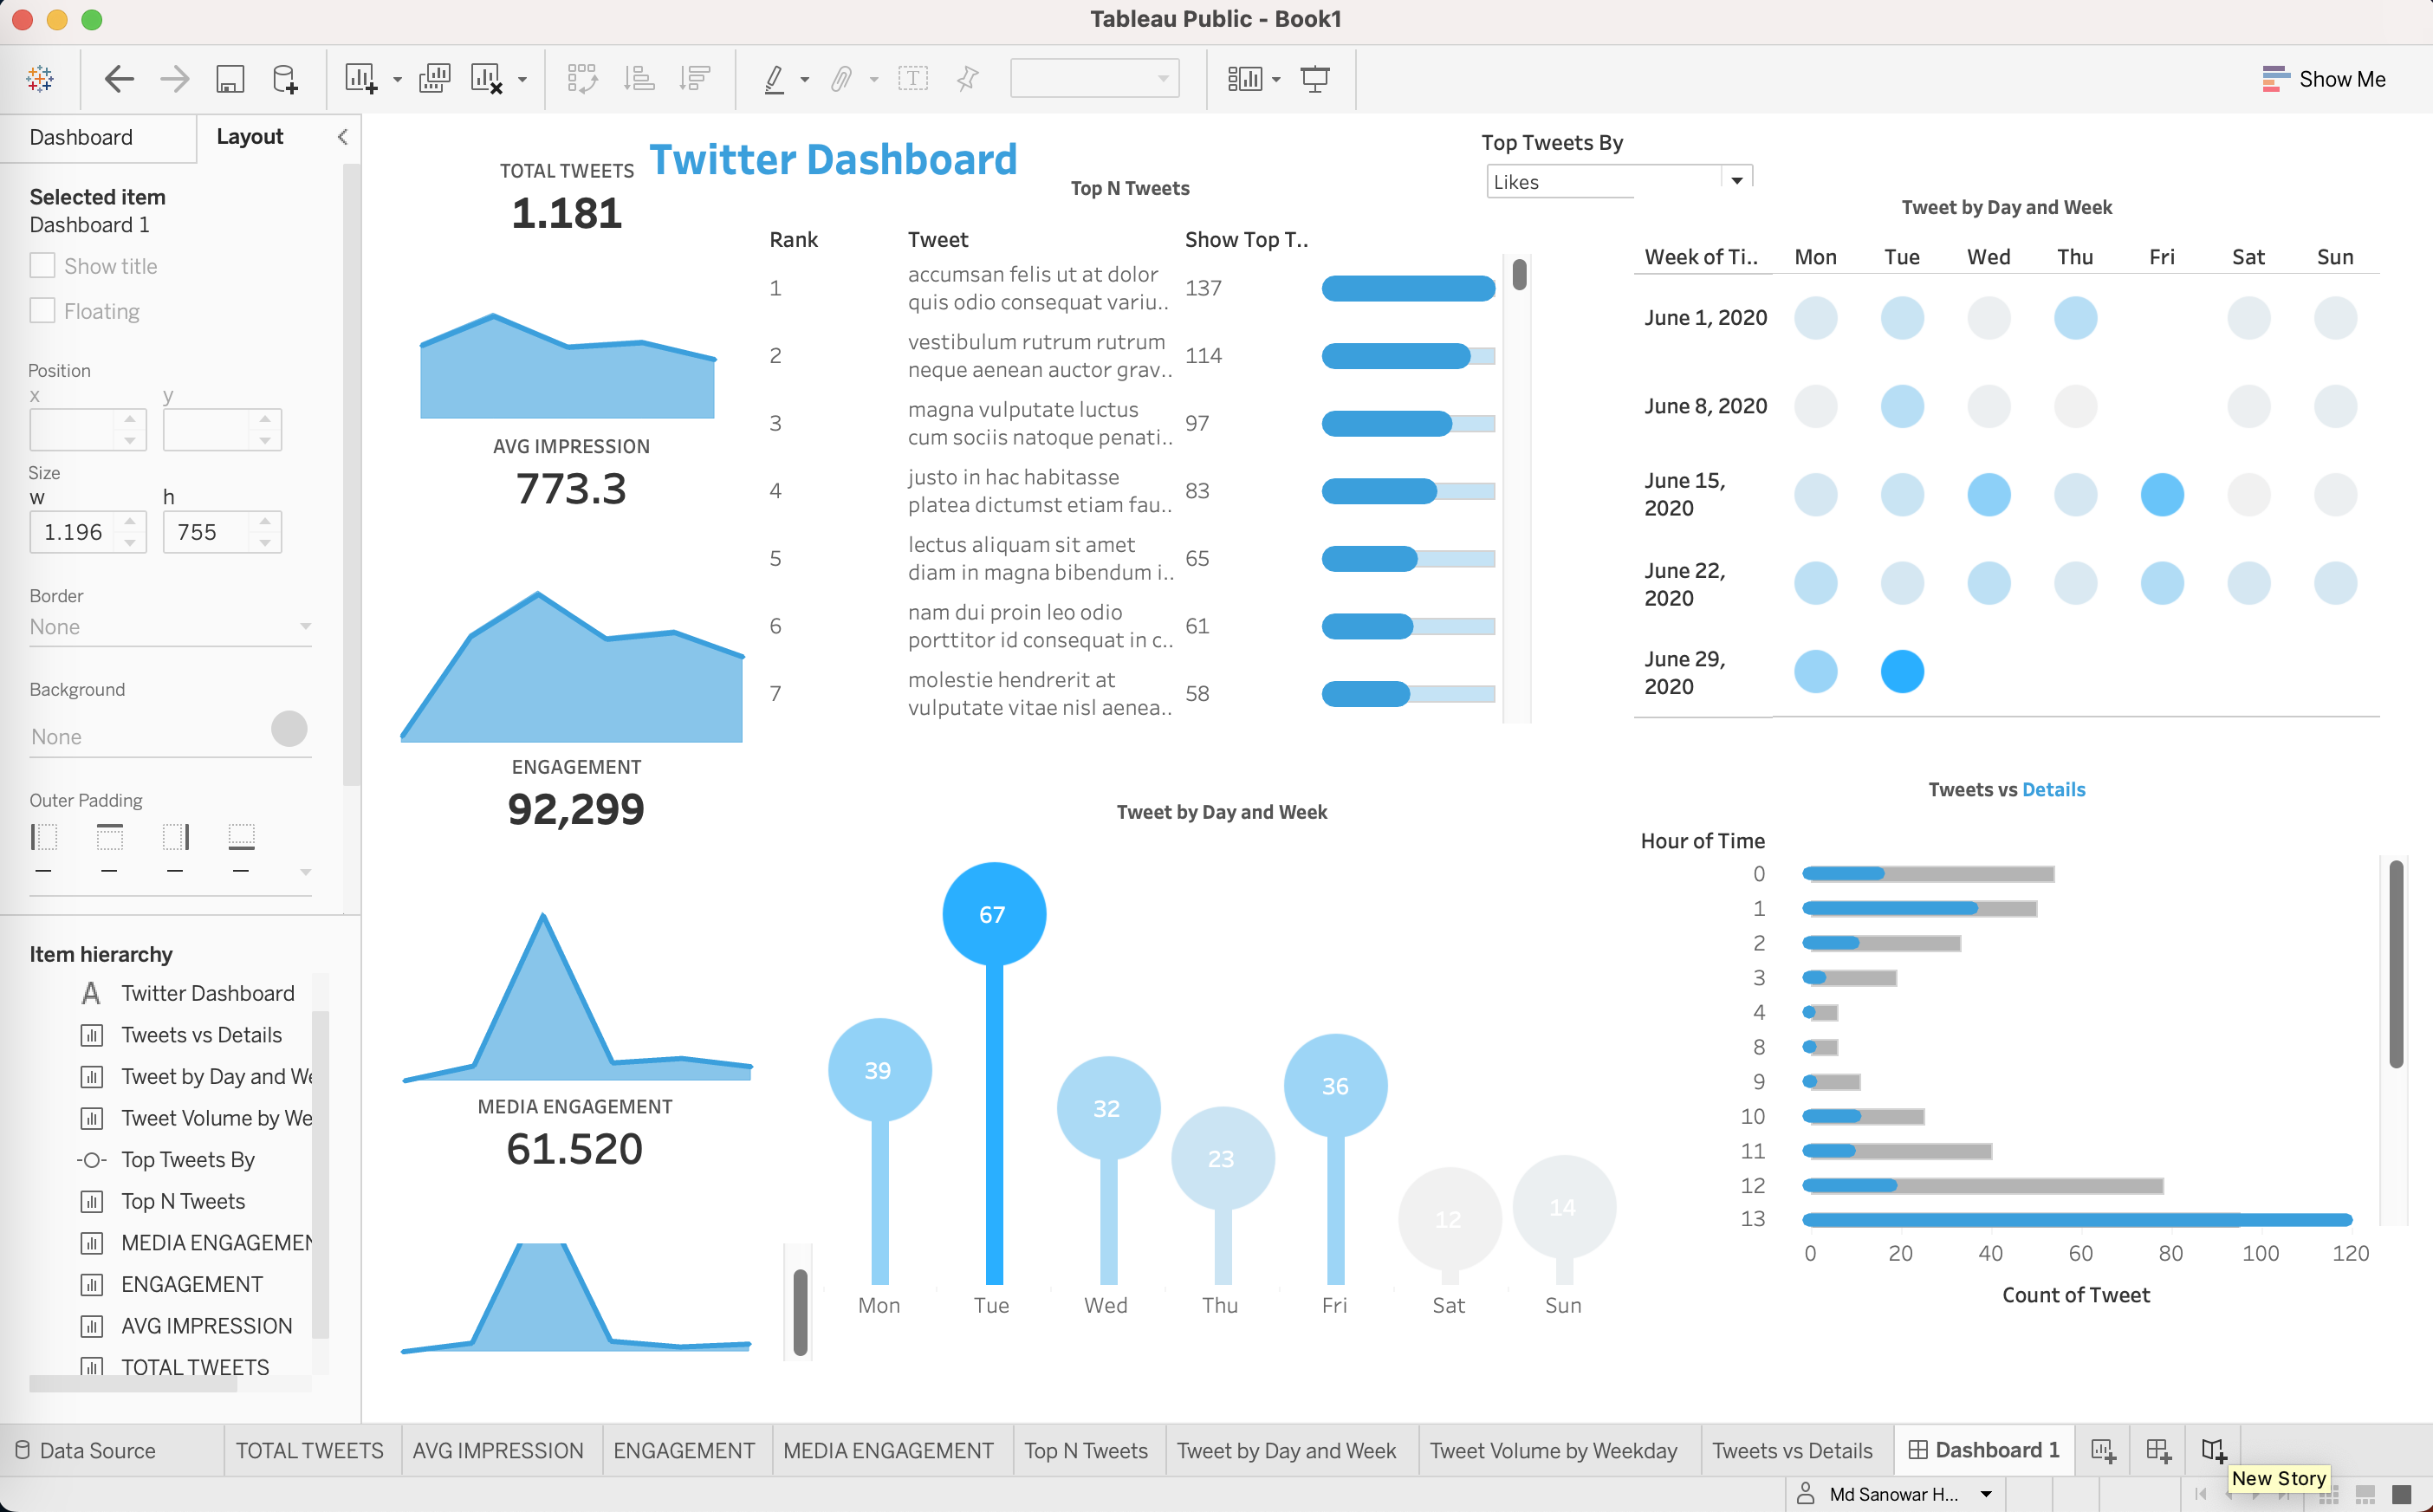 Tableau Public - Book1
Show Me
Dashboard
Layout
Selected item
Dashboard 1
Show title
Floating
Position
x y
Size
w h
1.196 755
Border
None
Background
None
Outer Padding
Item hierarchy
Twitter Dashboard
Tweets vs Details
Tweet by Day and We
Tweet Volume by We
Top Tweets By
Top N Tweets
MEDIA ENGAGEMEN
ENGAGEMENT
AVG IMPRESSION
TOTAL TWEETS
Twitter Dashboard
TOTAL TWEETS
1.181
AVG IMPRESSION
773.3
ENGAGEMENT
92,299
MEDIA ENGAGEMENT
61.520
Top N Tweets
Rank Tweet Show Top T..
1 accumsan felis ut at dolor
quis odio consequat variu.. 137
2 vestibulum rutrum rutrum
neque aenean auctor grav.. 114
3 magna vulputate luctus
cum sociis natoque penati.. 97
4 justo in hac habitasse
platea dictumst etiam fau.. 83
5 lectus aliquam sit amet
diam in magna bibendum i.. 65
6 nam dui proin leo odio
porttitor id consequat in c.. 61
7 molestie hendrerit at
vulputate vitae nisl aenea.. 58
Top Tweets By
Likes
Tweet by Day and Week
Week of Ti.. Mon Tue Wed Thu Fri Sat Sun
June 1, 2020
June 8, 2020
June 15,
2020
June 22,
2020
June 29,
2020
Tweet by Day and Week
67
39
32
23
36
12
14
Mon Tue Wed Thu Fri Sat Sun
Tweets vs Details
Hour of Time
0
1
2
3
4
8
9
10
11
12
13
0 20 40 60 80 100 120
Count of Tweet
Data Source TOTAL TWEETS AVG IMPRESSION ENGAGEMENT MEDIA ENGAGEMENT Top N Tweets Tweet by Day and Week Tweet Volume by Weekday Tweets vs Details Dashboard 1
New Story
Md Sanowar H...